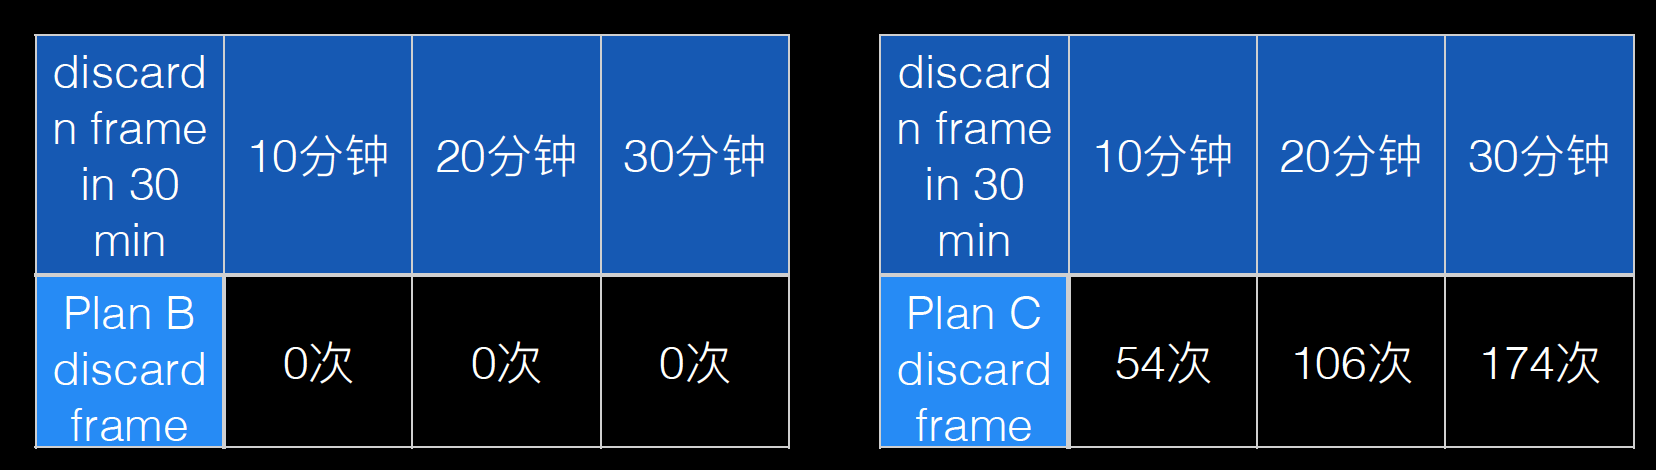 discard
n frame
in 30
min
10分钟
20分钟
30分钟
Plan B
discard
frame
0次
0次
0次
discard
n frame
in 30
min
10分钟
20分钟
30分钟
Plan C
discard
frame
54次
106次
174次